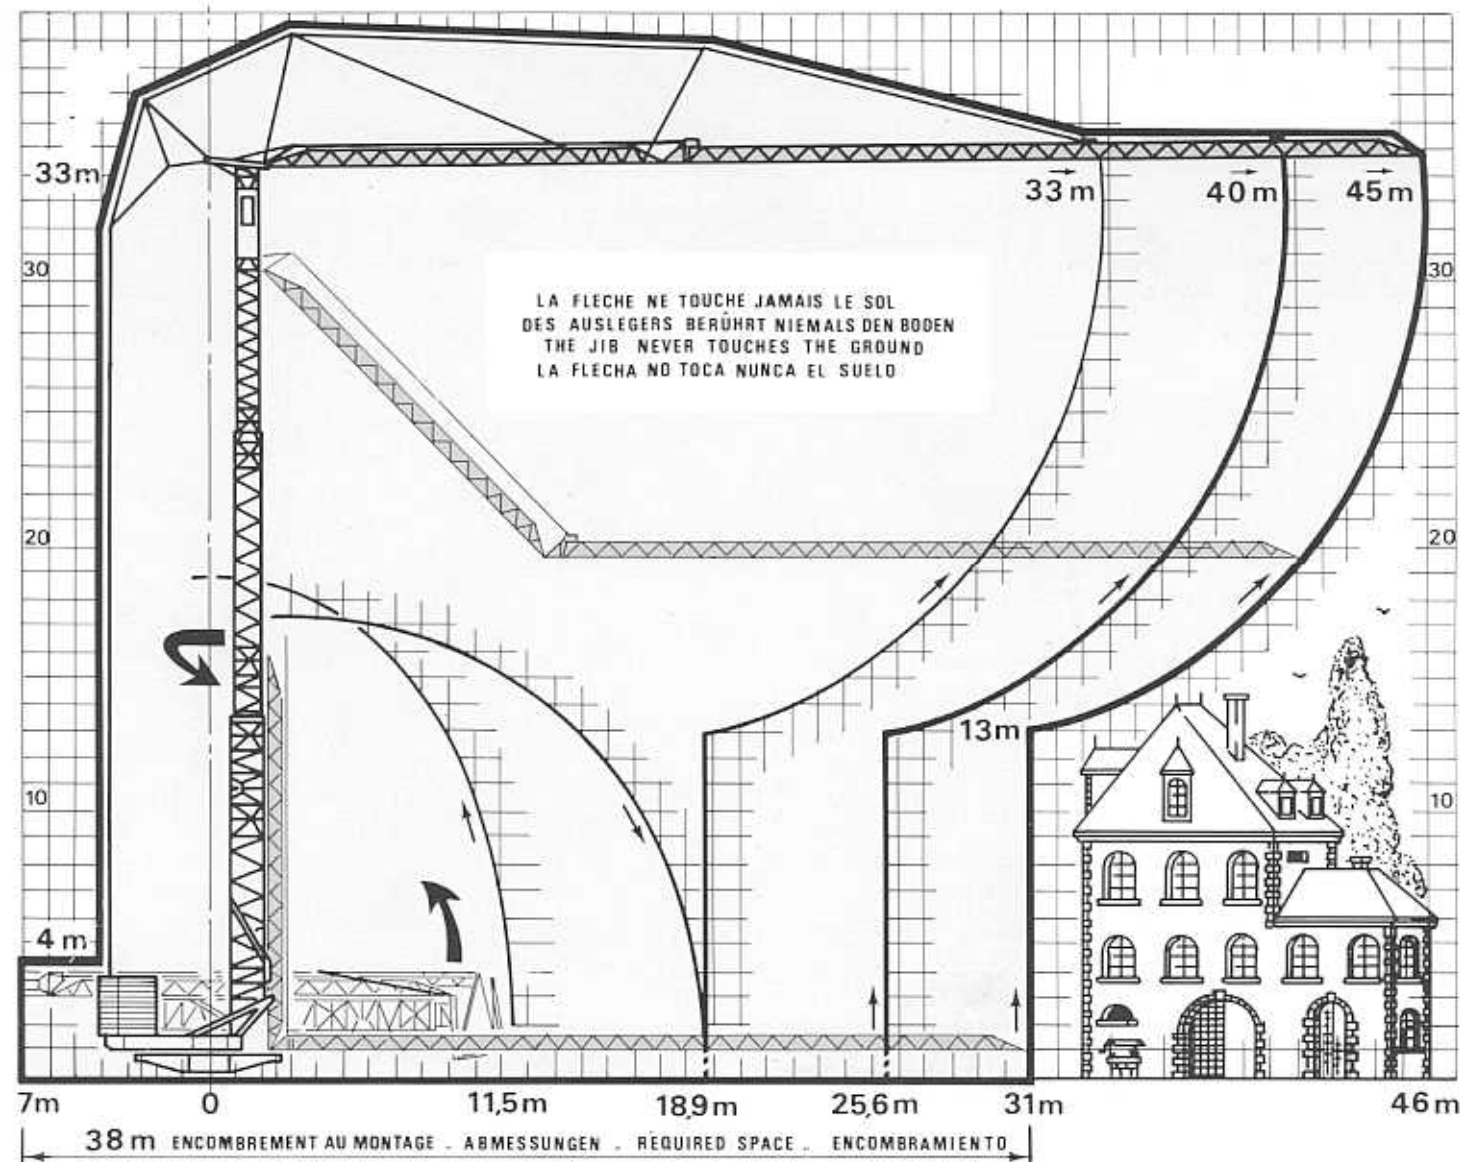 33m
33m
40m
45m
30
30
LA FLECHE NE TOUCHE JAMAIS LE SOL
DES AUSLEGERS BERÜHRT NIEMALS DEN BODEN
THE JIB NEVER TOUCHES THE GROUND
LA FLECHA NO TOCA NUNCA EL SUELO
20
20
13m
10
10
4 m
7m 0 11,5m 18,9m 25,6m 31m 46m
38m ENCOMBREMENT AU MONTAGE - ABMESSUNGEN - REQUIRED SPACE - ENCOMBRAMIENTO